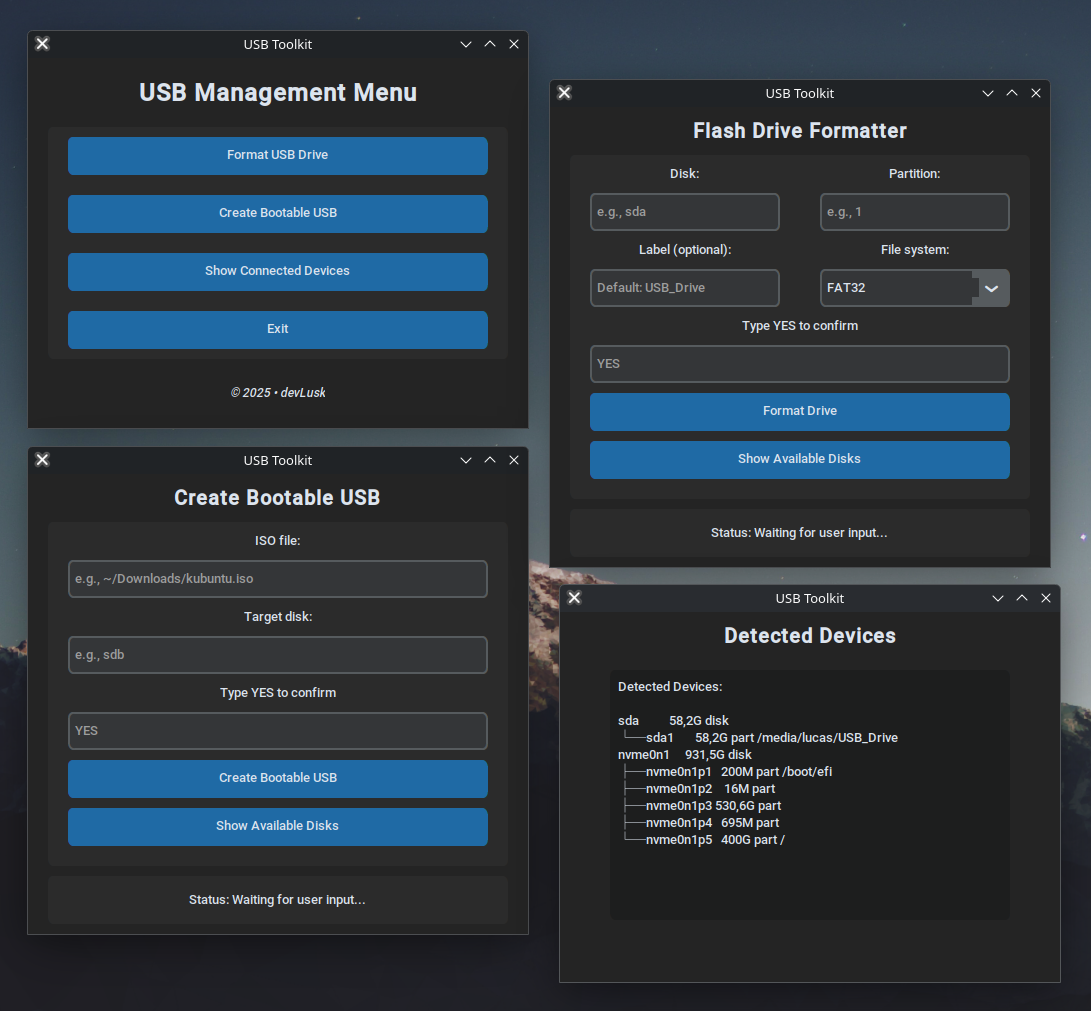 USB Toolkit
USB Management Menu
Format USB Drive
Create Bootable USB
Show Connected Devices
Exit
© 2025 • devLusk
USB Toolkit
Flash Drive Formatter
Disk: Partition:
e.g., sda e.g., 1
Label (optional): File system:
Default: USB_Drive FAT32
Type YES to confirm
YES
Format Drive
Show Available Disks
Status: Waiting for user input...
USB Toolkit
Create Bootable USB
ISO file:
e.g., ~/Downloads/kubuntu.iso
Target disk:
e.g., sdb
Type YES to confirm
YES
Create Bootable USB
Show Available Disks
Status: Waiting for user input...
USB Toolkit
Detected Devices
Detected Devices:
sda 58,2G disk
└──sda1 58,2G part /media/lucas/USB_Drive
nvme0n1 931,5G disk
├──nvme0n1p1 200M part /boot/efi
├──nvme0n1p2 16M part
├──nvme0n1p3 530,6G part
├──nvme0n1p4 695M part
└──nvme0n1p5 400G part /